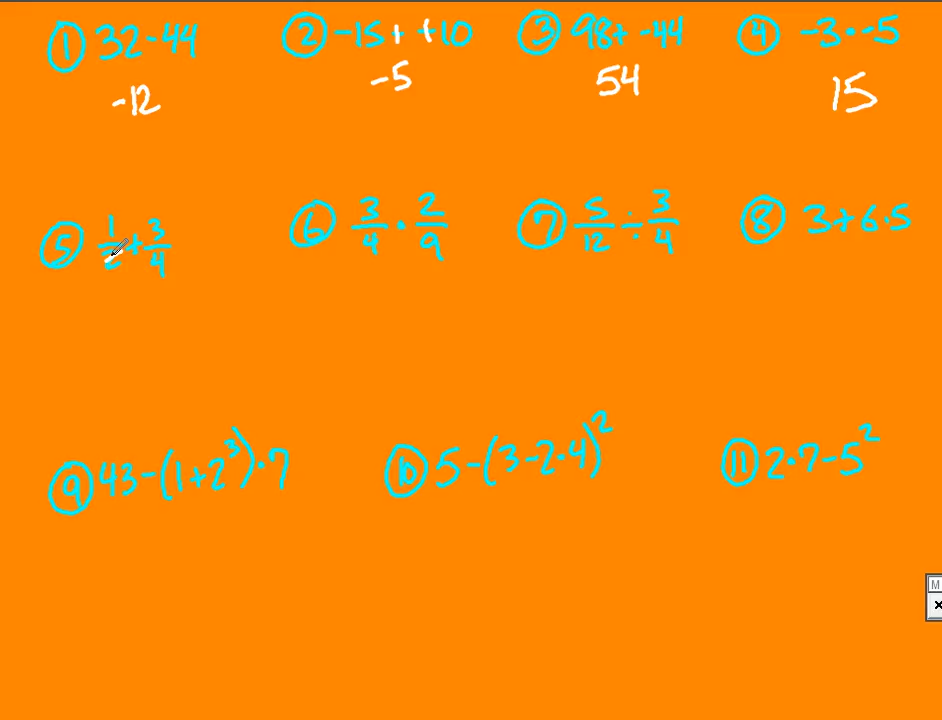 ① 32-44 ② -15+ +10 ③ 98+ -44 ④ -3·-5
-12 -5 54 15
⑤ 1/2+3/4 ⑥ 3/4·2/9 ⑦ 5/12÷3/4 ⑧ 3+6·5
⑨ 43-(1+2³)·7 ⑩ 5-(3-2·4)² ⑪ 2·7-5²
M
×